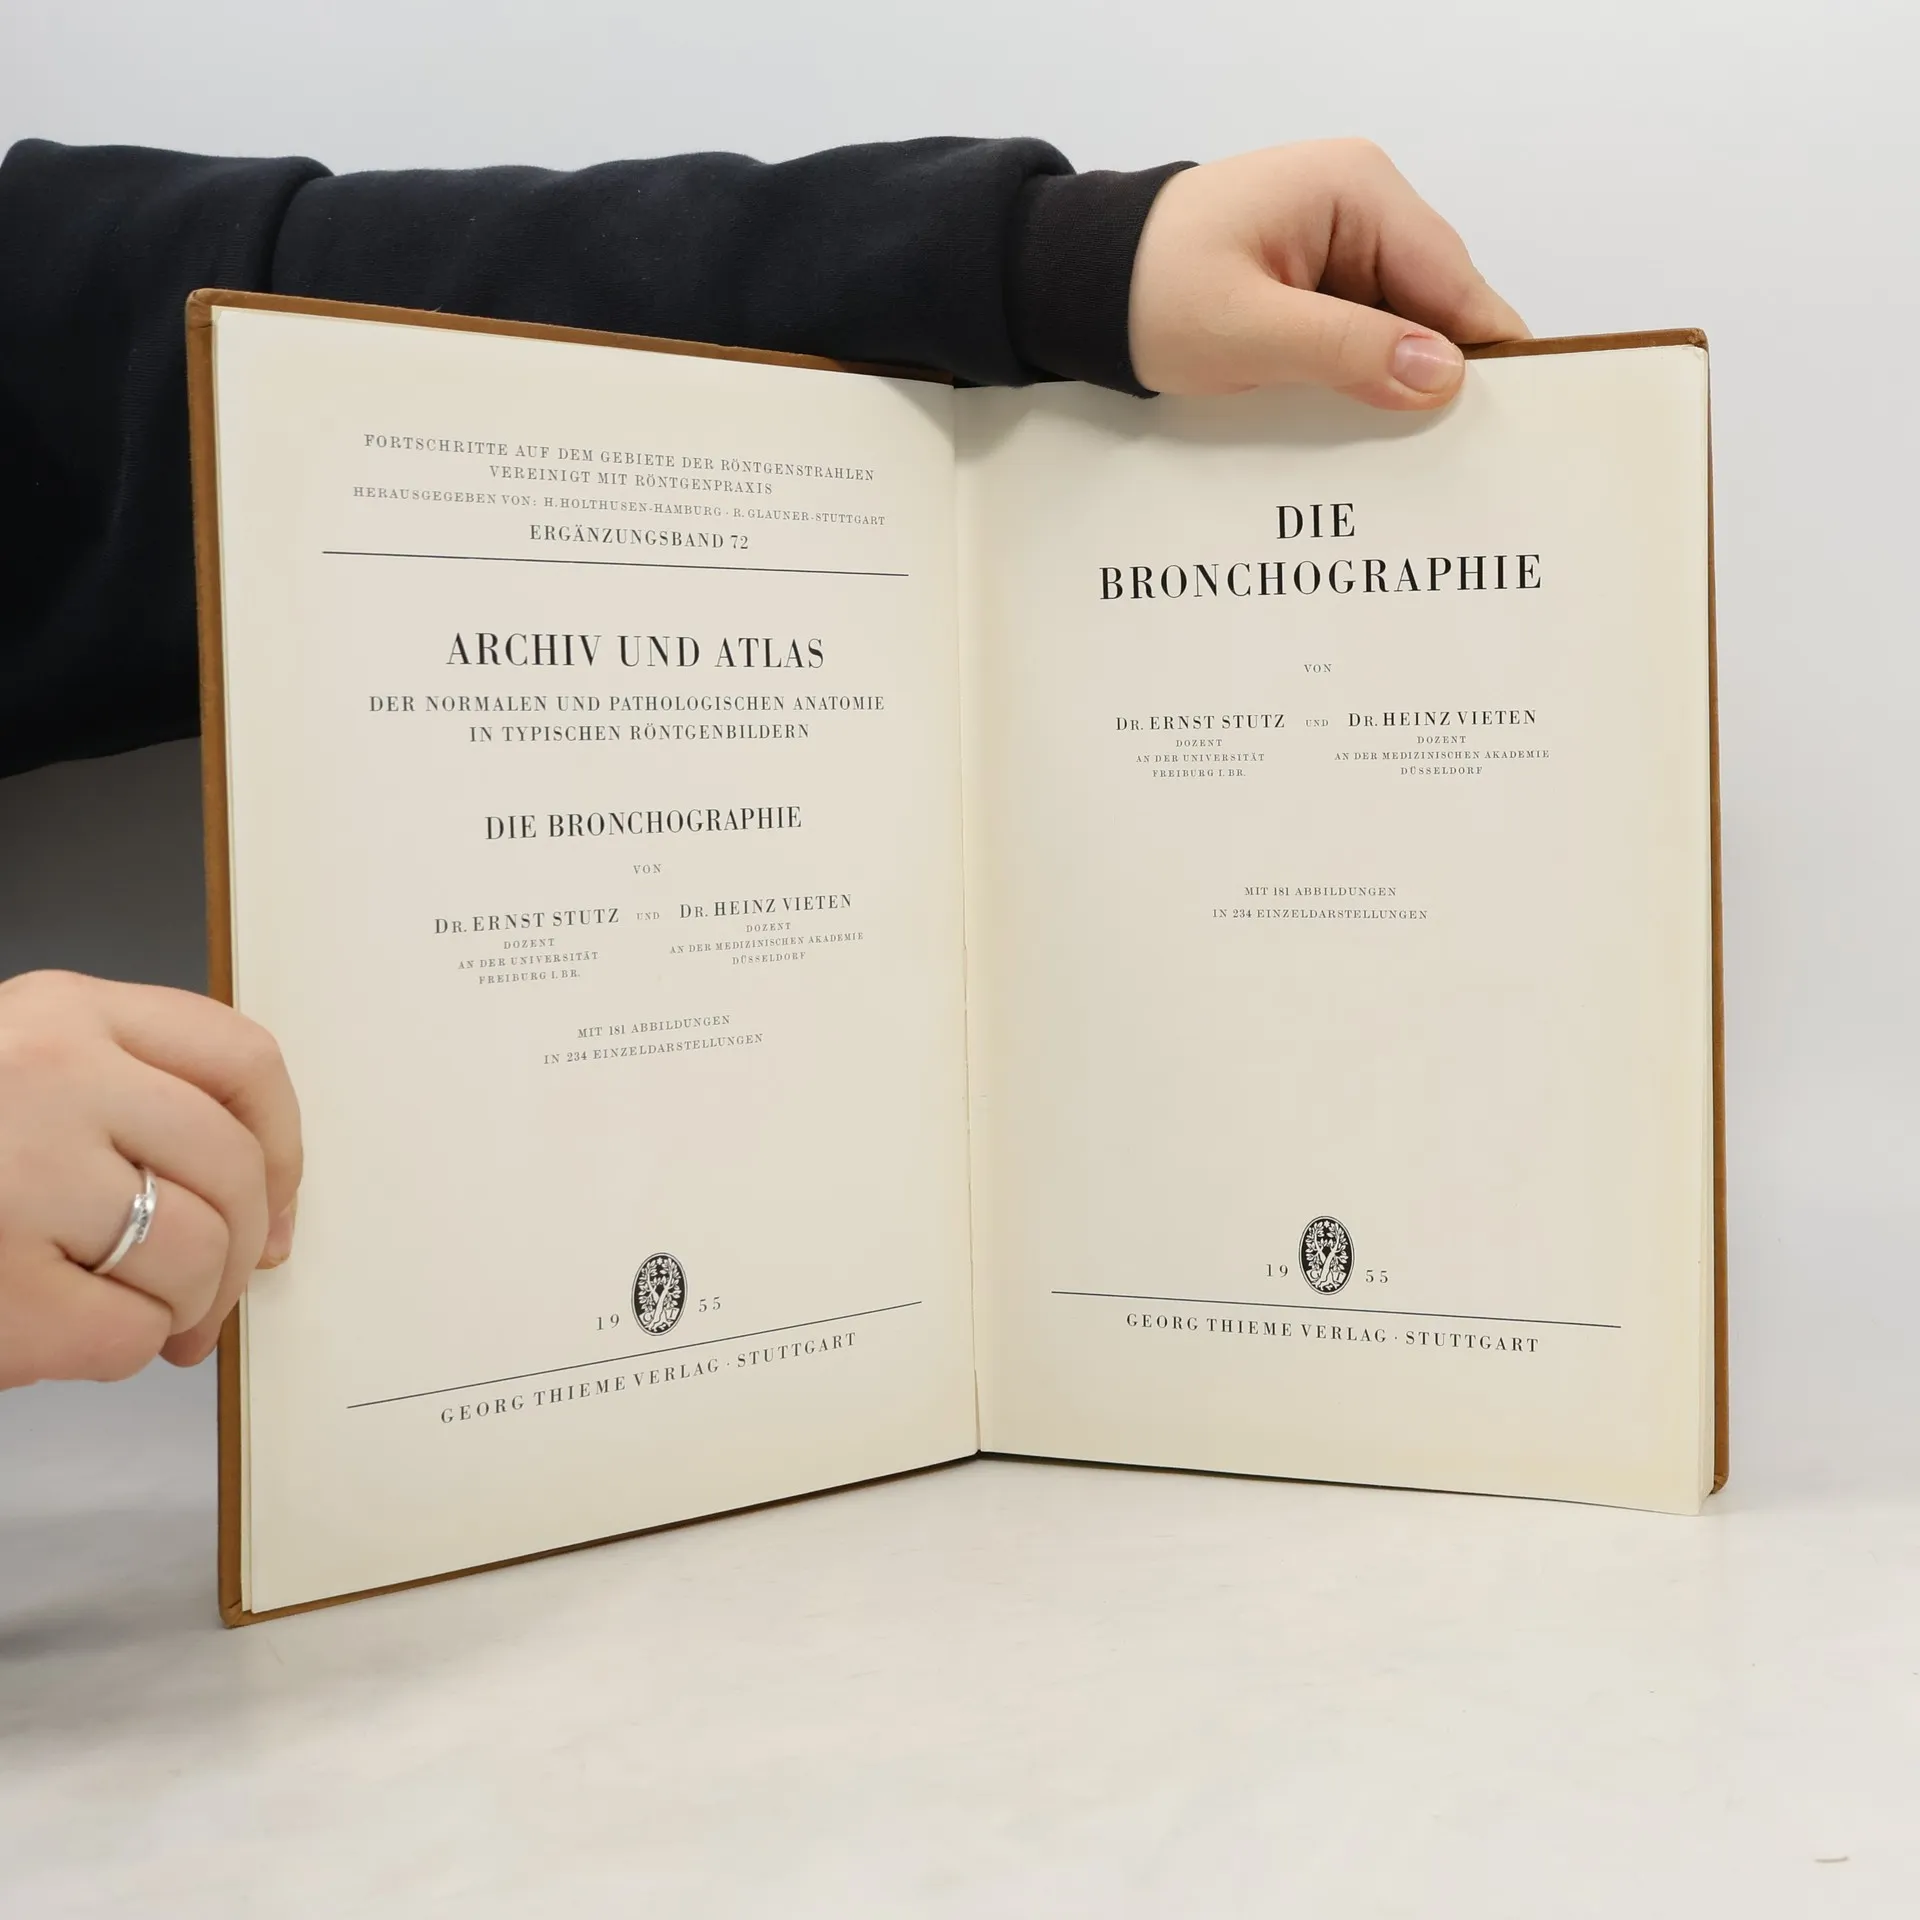 FORTSCHRITTE AUF DEM GEBIETE DER RÖNTGENSTRAHLEN
VEREINIGT MIT RÖNTGENPRAXIS
HERAUSGEGEBEN VON: H. HOLTHUSEN-HAMBURG · R. GLAUNER-STUTTGART
ERGÄNZUNGSBAND 72
ARCHIV UND ATLAS
DER NORMALEN UND PATHOLOGISCHEN ANATOMIE
IN TYPISCHEN RÖNTGENBILDERN
DIE BRONCHOGRAPHIE
VON
DR. ERNST STUTZ UND DR. HEINZ VIETEN
DOZENT DOZENT
AN DER UNIVERSITÄT AN DER MEDIZINISCHEN AKADEMIE
FREIBURG I. BR. DÜSSELDORF
MIT 181 ABBILDUNGEN
IN 234 EINZELDARSTELLUNGEN
19 55
GEORG THIEME VERLAG · STUTTGART
DIE
BRONCHOGRAPHIE
VON
DR. ERNST STUTZ UND DR. HEINZ VIETEN
DOZENT DOZENT
AN DER UNIVERSITÄT AN DER MEDIZINISCHEN AKADEMIE
FREIBURG I. BR. DÜSSELDORF
MIT 181 ABBILDUNGEN
IN 234 EINZELDARSTELLUNGEN
19 55
GEORG THIEME VERLAG · STUTTGART